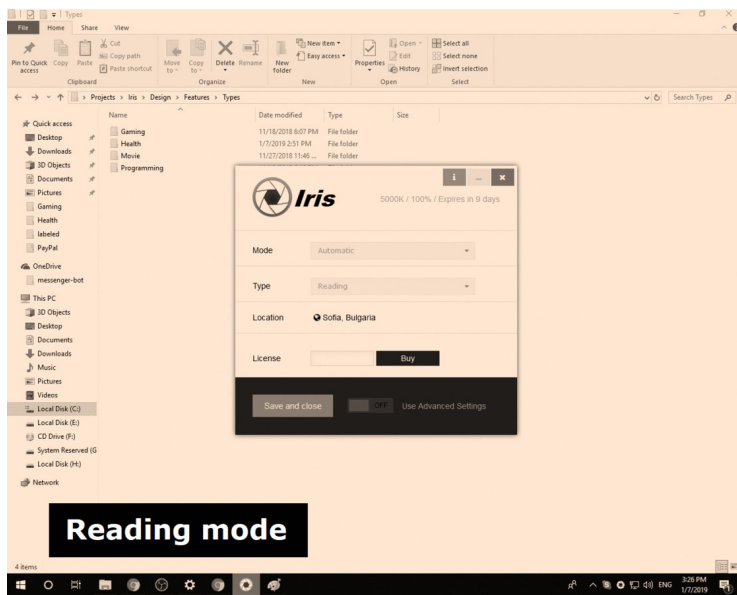 Types
File Home Share View
Pin to Quick access
Copy
Paste
Cut
Copy path
Paste shortcut
Clipboard
Move to
Copy to
Delete
Rename
Organize
New folder
New item
Easy access
New
Properties
Open
Edit
History
Open
Select all
Select none
Invert selection
Select
Projects > Iris > Design > Features > Types
Search Types
Name Date modified Type Size
Gaming 11/18/2018 6:07 PM File folder
Health 1/7/2019 2:51 PM File folder
Movie 11/27/2018 11:46 ... File folder
Programming
Quick access
Desktop
Downloads
3D Objects
Documents
Pictures
Gaming
Health
labeled
PayPal
OneDrive
messenger-bot
This PC
3D Objects
Desktop
Documents
Downloads
Music
Pictures
Videos
Local Disk (C:)
Local Disk (E:)
CD Drive (F:)
System Reserved (G
Local Disk (H:)
Network
Iris
5000K / 100% / Expires in 9 days
Mode Automatic
Type Reading
Location Sofia, Bulgaria
License Buy
Save and close OFF Use Advanced Settings
Reading mode
4 items
ENG
3:26 PM
1/7/2019